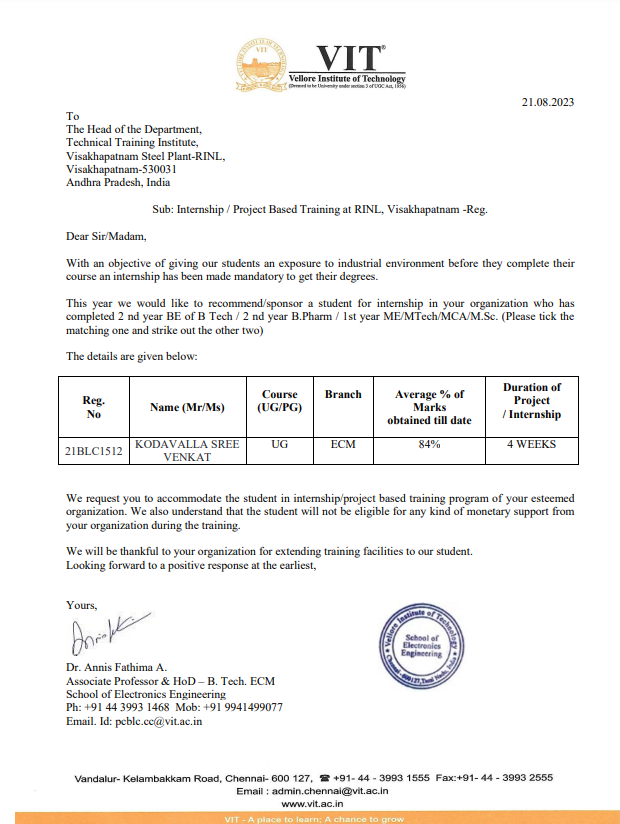 VIT®
Vellore Institute of Technology
(Deemed to be University under section 3 of UGC Act, 1956)
21.08.2023
To
The Head of the Department,
Technical Training Institute,
Visakhapatnam Steel Plant-RINL,
Visakhapatnam-530031
Andhra Pradesh, India
Sub: Internship / Project Based Training at RINL, Visakhapatnam -Reg.
Dear Sir/Madam,
With an objective of giving our students an exposure to industrial environment before they complete their
course an internship has been made mandatory to get their degrees.
This year we would like to recommend/sponsor a student for internship in your organization who has
completed 2 nd year BE of B Tech / 2 nd year B.Pharm / 1st year ME/MTech/MCA/M.Sc. (Please tick the
matching one and strike out the other two)
The details are given below:
Reg. No | Name (Mr/Ms) | Course (UG/PG) | Branch | Average % of Marks obtained till date | Duration of Project / Internship
21BLC1512 | KODAVALLA SREE VENKAT | UG | ECM | 84% | 4 WEEKS
We request you to accommodate the student in internship/project based training program of your esteemed
organization. We also understand that the student will not be eligible for any kind of monetary support from
your organization during the training.
We will be thankful to your organization for extending training facilities to our student.
Looking forward to a positive response at the earliest,
Yours,
Vellore Institute of Technology
School of
Electronics
Engineering
Dr. Annis Fathima A.
Associate Professor & HoD – B. Tech. ECM
School of Electronics Engineering
Ph: +91 44 3993 1468 Mob: +91 9941499077
Email. Id: pcblc.cc@vit.ac.in
Vandalur- Kelambakkam Road, Chennai- 600 127, ☎ +91- 44 - 3993 1555 Fax:+91- 44 - 3993 2555
Email : admin.chennai@vit.ac.in
www.vit.ac.in
VIT - A place to learn; A chance to grow